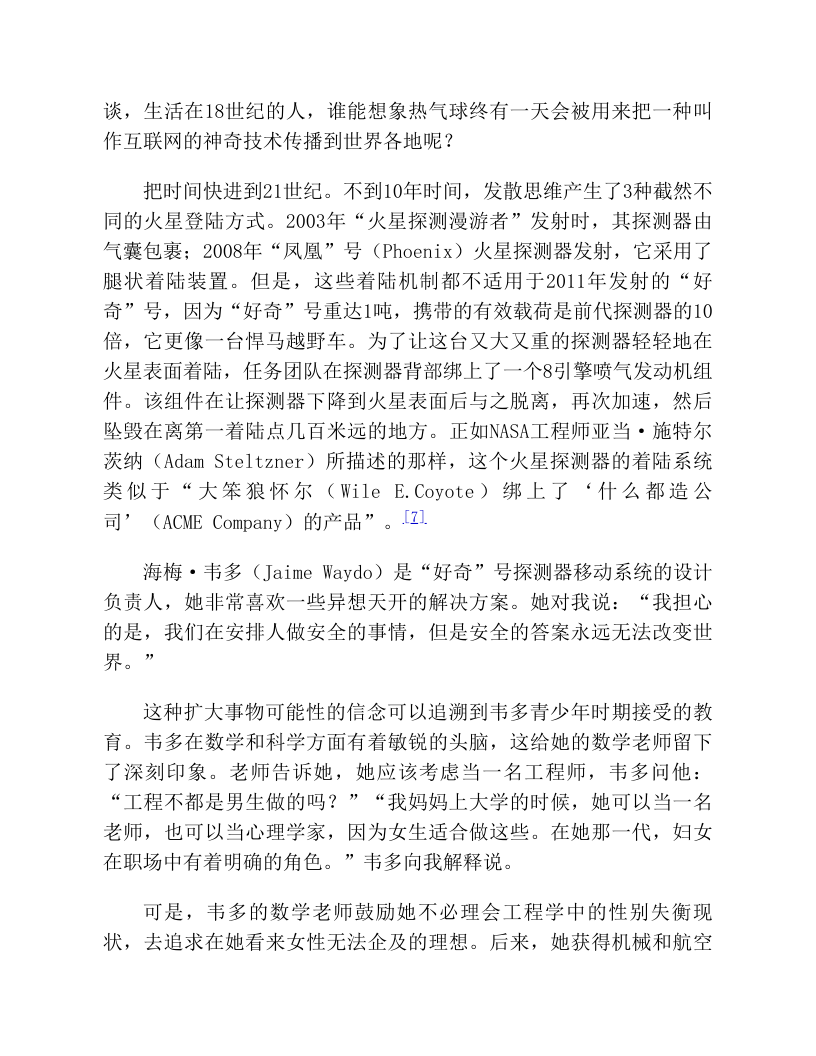 谈，生活在18世纪的人，谁能想象热气球终有一天会被用来把一种叫
作互联网的神奇技术传播到世界各地呢？
把时间快进到21世纪。不到10年时间，发散思维产生了3种截然不
同的火星登陆方式。2003年“火星探测漫游者”发射时，其探测器由
气囊包裹；2008年“凤凰”号（Phoenix）火星探测器发射，它采用了
腿状着陆装置。但是，这些着陆机制都不适用于2011年发射的“好
奇”号，因为“好奇”号重达1吨，携带的有效载荷是前代探测器的10
倍，它更像一台悍马越野车。为了让这台又大又重的探测器轻轻地在
火星表面着陆，任务团队在探测器背部绑上了一个8引擎喷气发动机组
件。该组件在让探测器下降到火星表面后与之脱离，再次加速，然后
坠毁在离第一着陆点几百米远的地方。正如NASA工程师亚当·施特尔
茨纳（Adam Steltzner）所描述的那样，这个火星探测器的着陆系统
类似于“大笨狼怀尔（Wile E.Coyote）绑上了‘什么都造公
司’（ACME Company）的产品”。[7]
海梅·韦多（Jaime Waydo）是“好奇”号探测器移动系统的设计
负责人，她非常喜欢一些异想天开的解决方案。她对我说：“我担心
的是，我们在安排人做安全的事情，但是安全的答案永远无法改变世
界。”
这种扩大事物可能性的信念可以追溯到韦多青少年时期接受的教
育。韦多在数学和科学方面有着敏锐的头脑，这给她的数学老师留下
了深刻印象。老师告诉她，她应该考虑当一名工程师，韦多问他：
“工程不都是男生做的吗？”“我妈妈上大学的时候，她可以当一名
老师，也可以当心理学家，因为女生适合做这些。在她那一代，妇女
在职场中有着明确的角色。”韦多向我解释说。
可是，韦多的数学老师鼓励她不必理会工程学中的性别失衡现
状，去追求在她看来女性无法企及的理想。后来，她获得机械和航空